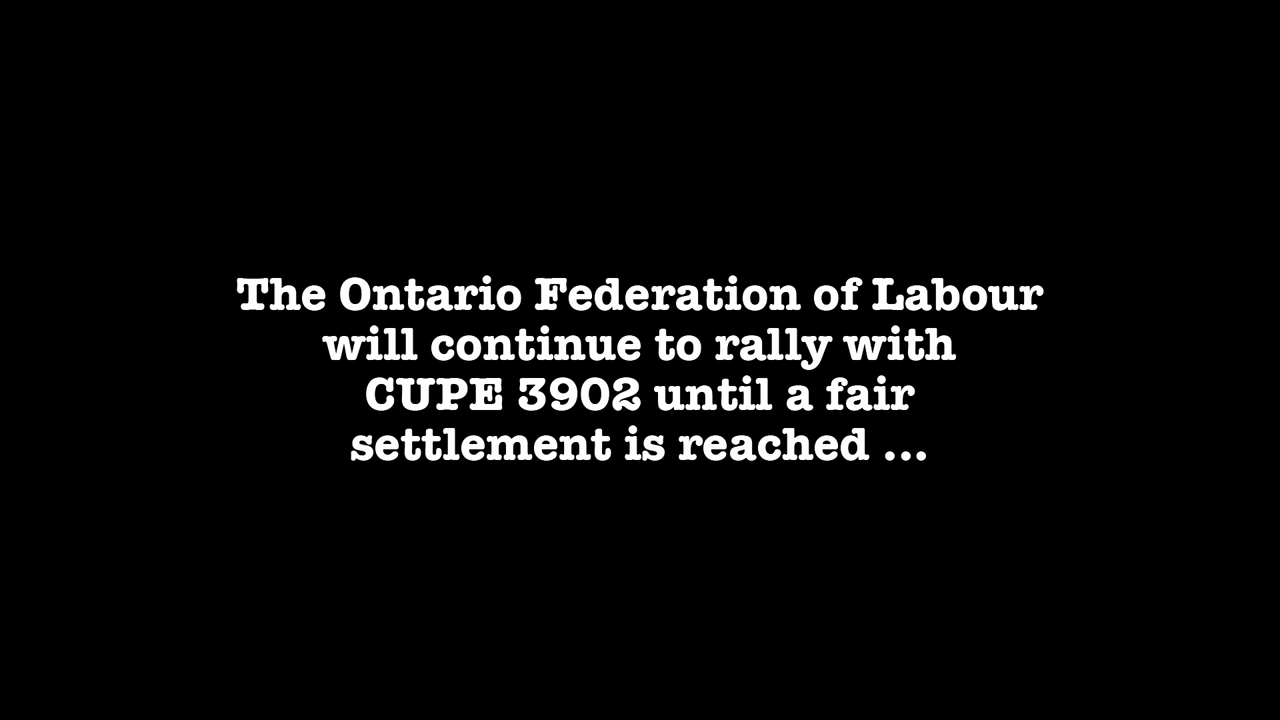 The Ontario Federation of Labour
will continue to rally with
CUPE 3902 until a fair
settlement is reached ...